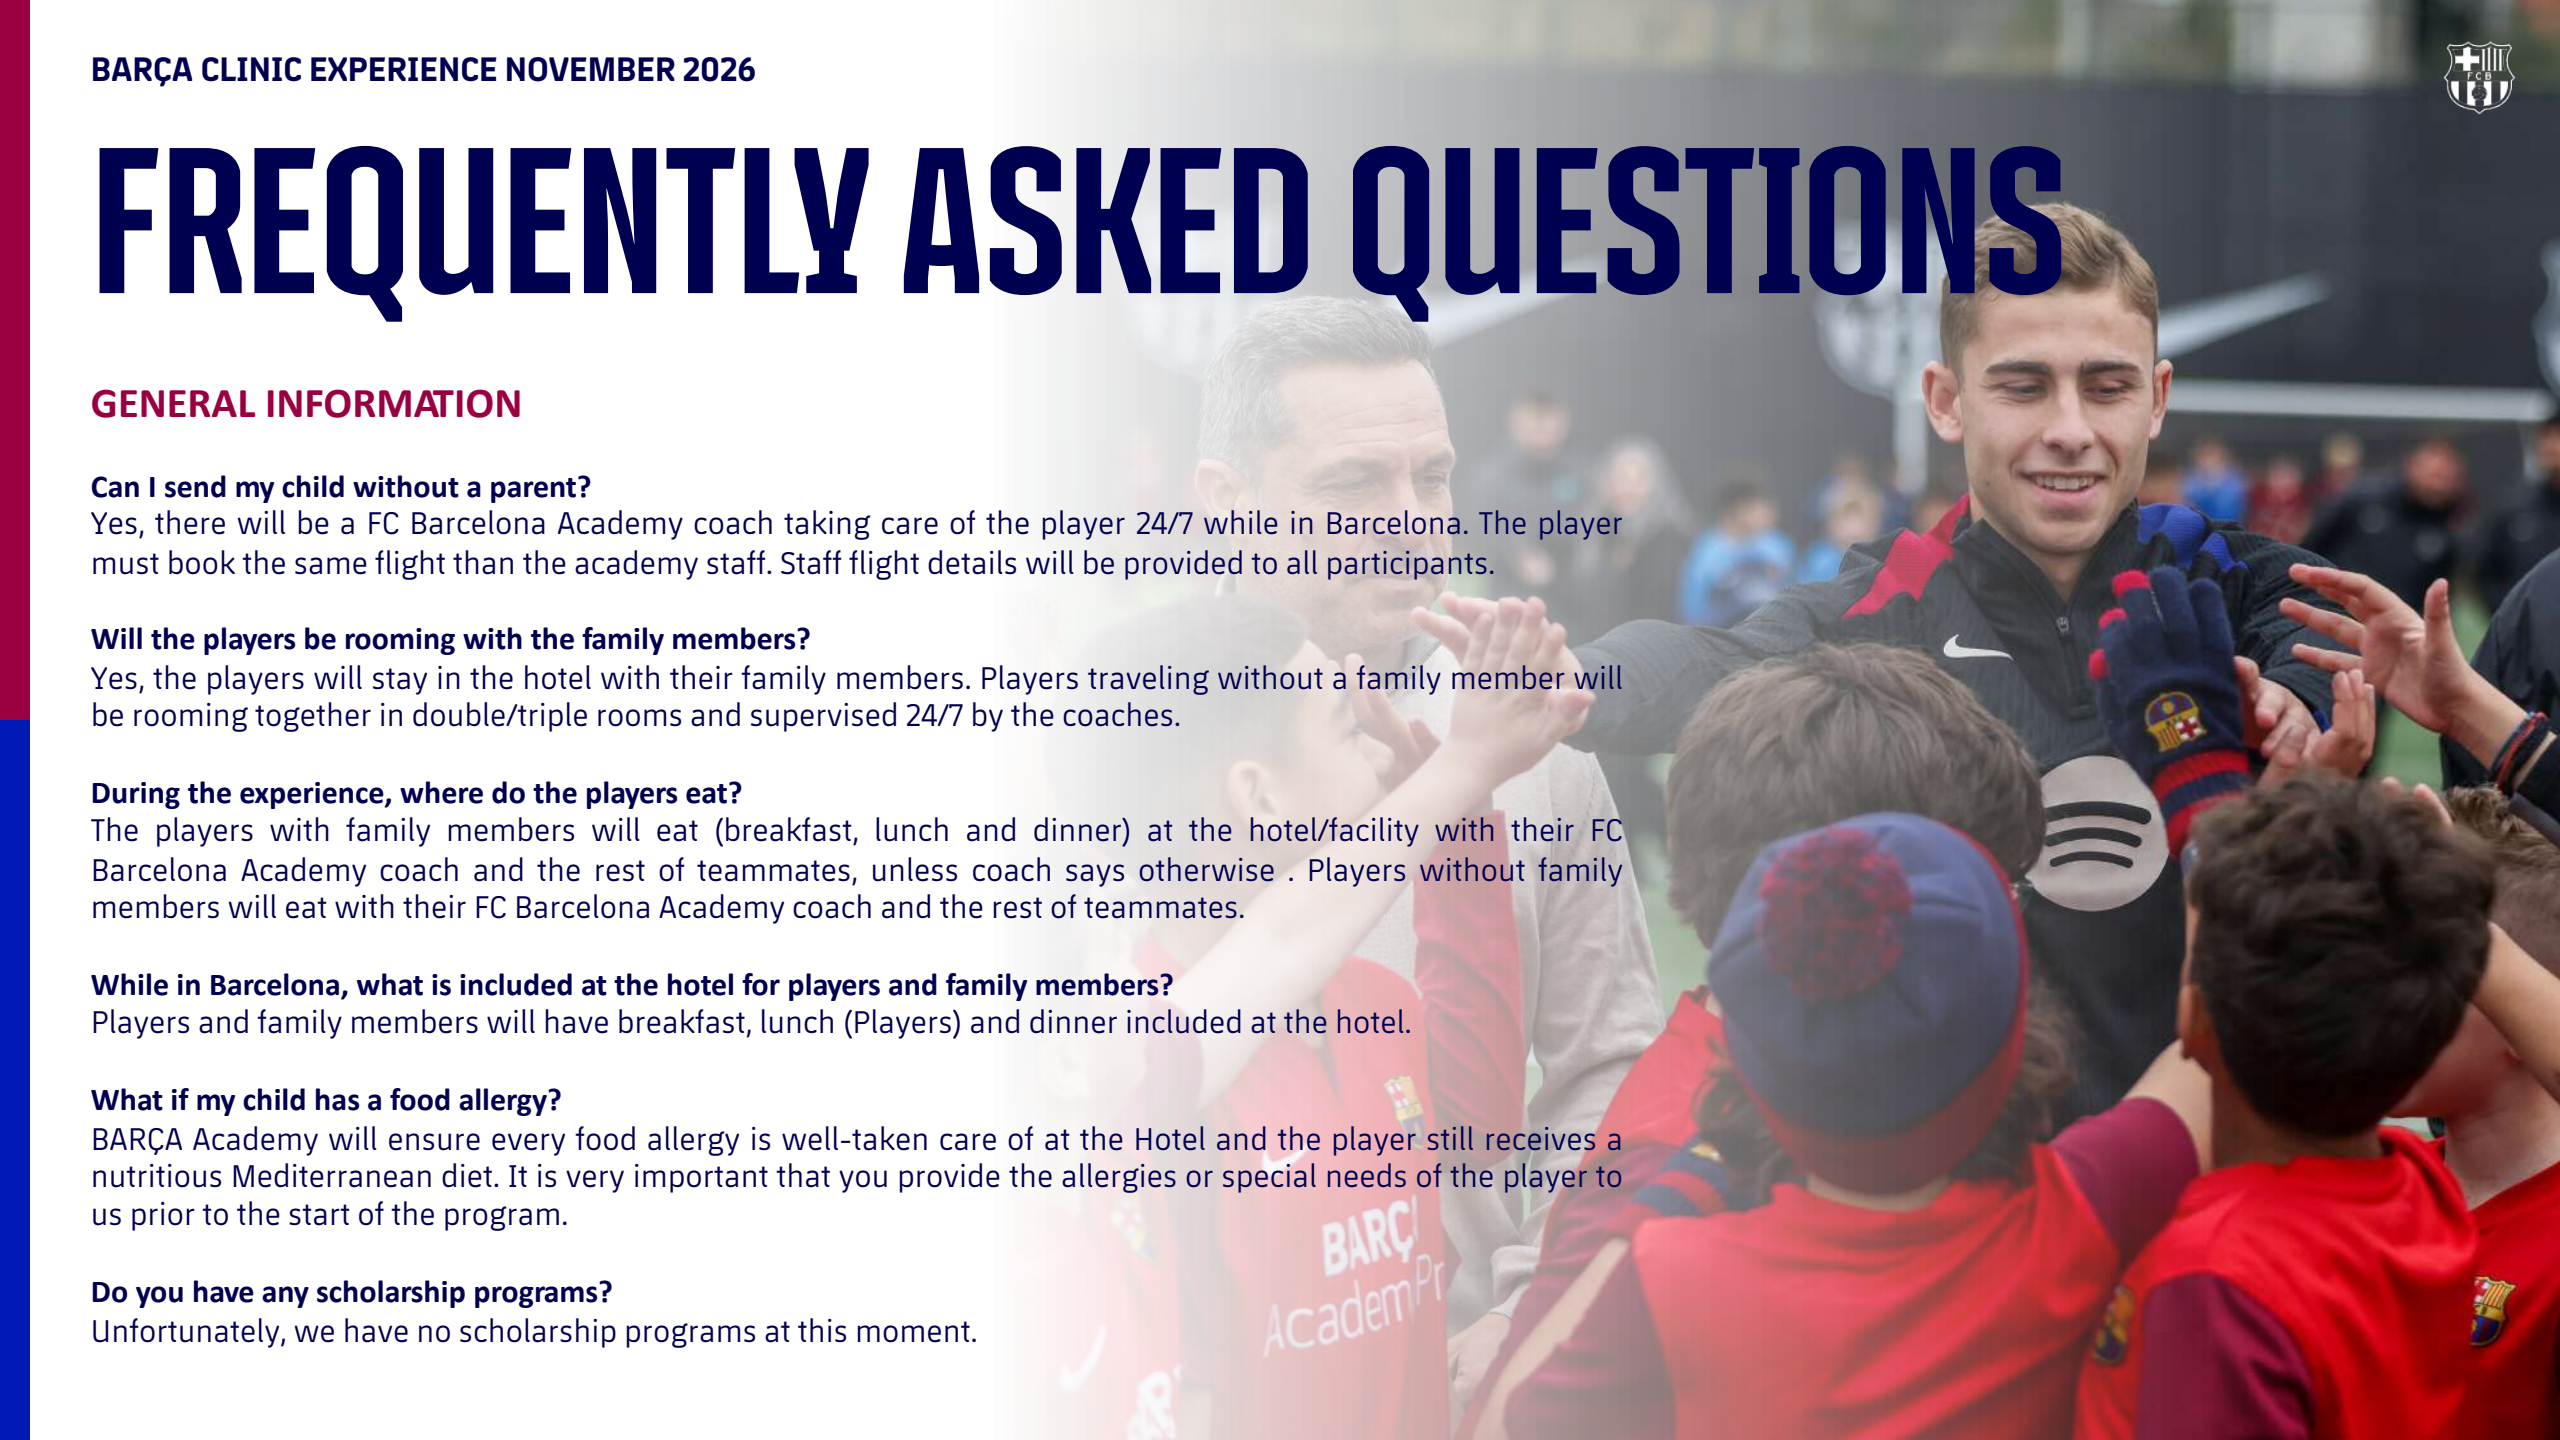 BARÇA CLINIC EXPERIENCE NOVEMBER 2026
FCB
FREQUENTLY ASKED QUESTIONS
GENERAL INFORMATION
Can I send my child without a parent?
Yes, there will be a FC Barcelona Academy coach taking care of the player 24/7 while in Barcelona. The player
must book the same flight than the academy staff. Staff flight details will be provided to all participants.
Will the players be rooming with the family members?
Yes, the players will stay in the hotel with their family members. Players traveling without a family member will
be rooming together in double/triple rooms and supervised 24/7 by the coaches.
During the experience, where do the players eat?
The players with family members will eat (breakfast, lunch and dinner) at the hotel/facility with their FC
Barcelona Academy coach and the rest of teammates, unless coach says otherwise . Players without family
members will eat with their FC Barcelona Academy coach and the rest of teammates.
While in Barcelona, what is included at the hotel for players and family members?
Players and family members will have breakfast, lunch (Players) and dinner included at the hotel.
What if my child has a food allergy?
BARÇA Academy will ensure every food allergy is well-taken care of at the Hotel and the player still receives a
nutritious Mediterranean diet. It is very important that you provide the allergies or special needs of the player to
us prior to the start of the program.
Do you have any scholarship programs?
Unfortunately, we have no scholarship programs at this moment.
BARÇ
Academ Pr